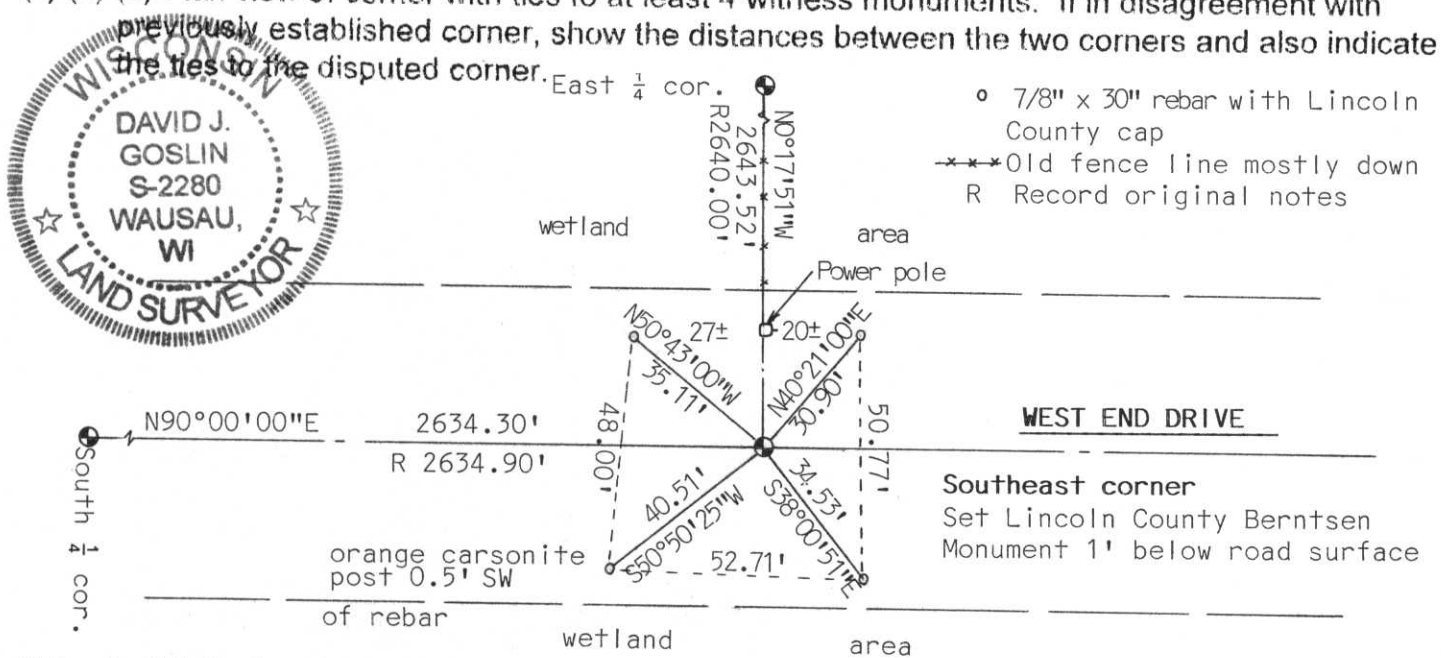 previously established corner, show the distances between the two corners and also indicate
the ties to the disputed corner.
WISCONSIN
DAVID J.
GOSLIN
S-2280
WAUSAU,
WI
LAND SURVEYOR
East 1/4 cor.
N0°17'51"W
2643.52'
R2640.00'
o 7/8" x 30" rebar with Lincoln
County cap
-x-x-x-Old fence line mostly down
R Record original notes
wetland
area
Power pole
27±
20±
N50°43'00"W
35.11'
N40°21'00"E
30.90'
N90°00'00"E
2634.30'
R 2634.90'
48.00'
50.77'
WEST END DRIVE
South 1/4 cor.
40.51'
S50°50'25"W
34.53'
S38°00'51"E
52.71'
Southeast corner
Set Lincoln County Berntsen
Monument 1' below road surface
orange carsonite
post 0.5' SW
of rebar
wetland
area